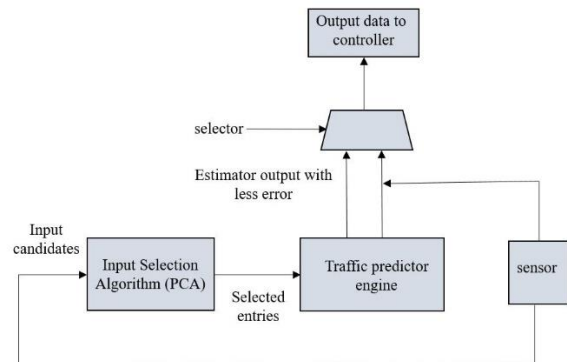 Output data to
controller
selector
Estimator output with
less error
Input
candidates
Input Selection
Algorithm (PCA)
Selected
entries
Traffic predictor
engine
sensor